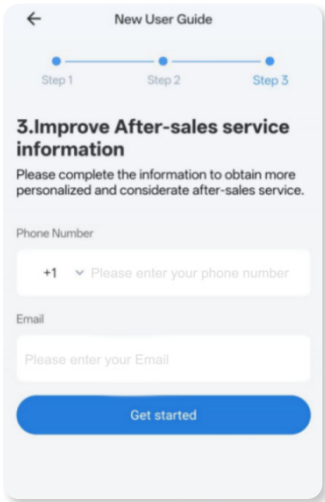 New User Guide
Step 1 Step 2 Step 3
3.Improve After-sales service
information
Please complete the information to obtain more
personalized and considerate after-sales service.
Phone Number
+1 Please enter your phone number
Email
Please enter your Email
Get started